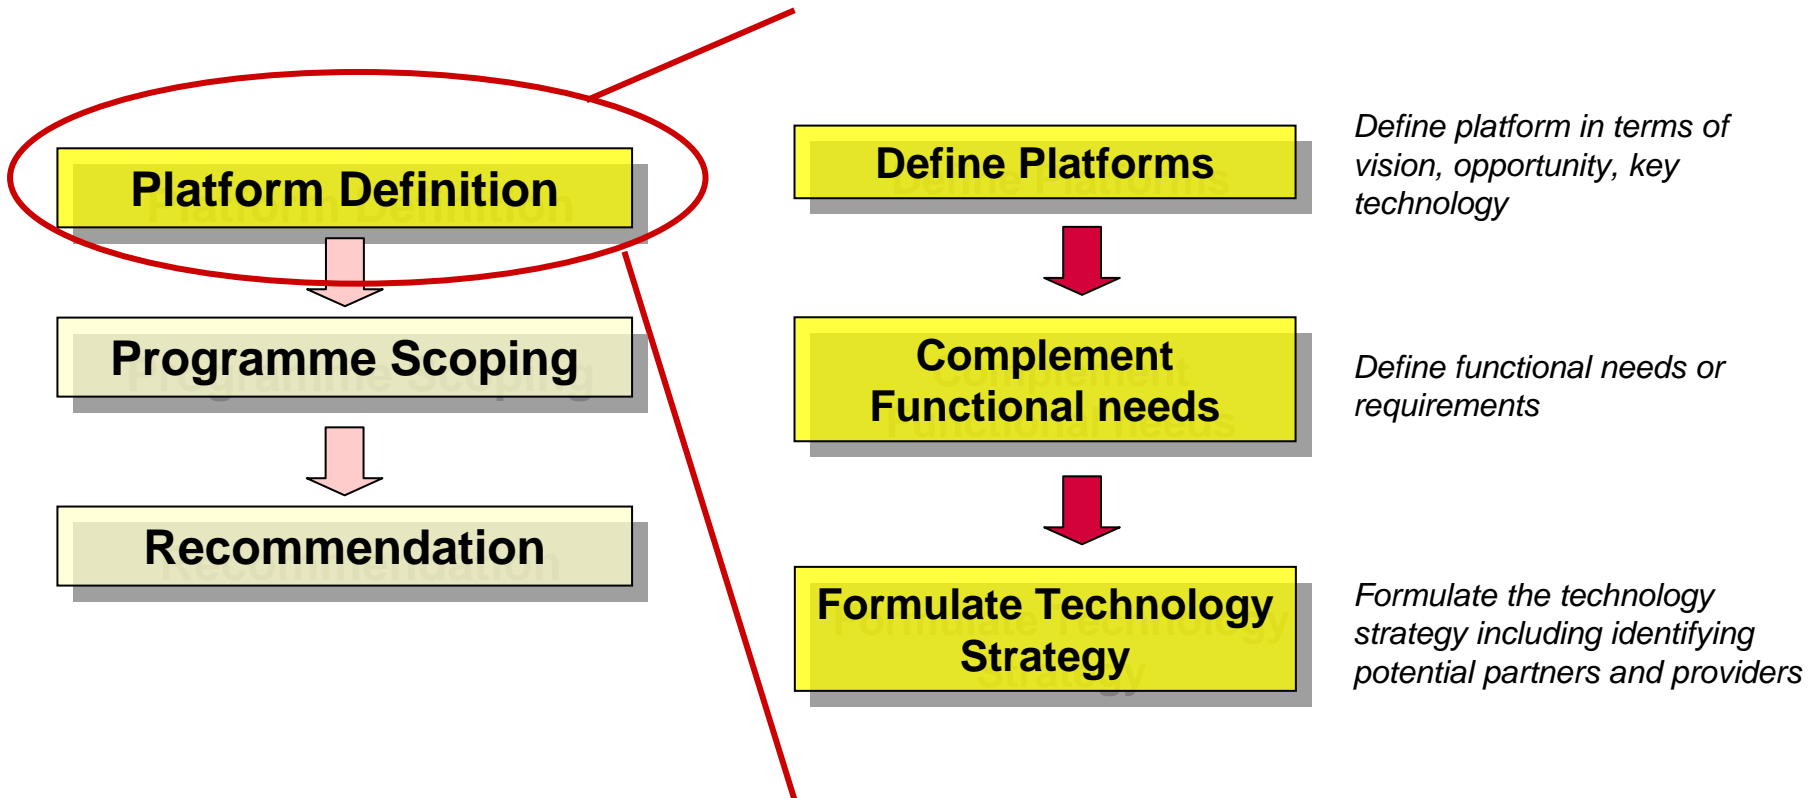 Platform Definition
Programme Scoping
Recommendation
Define Platforms
Define platform in terms of
vision, opportunity, key
technology
Complement
Functional needs
Define functional needs or
requirements
Formulate Technology
Strategy
Formulate the technology
strategy including identifying
potential partners and providers